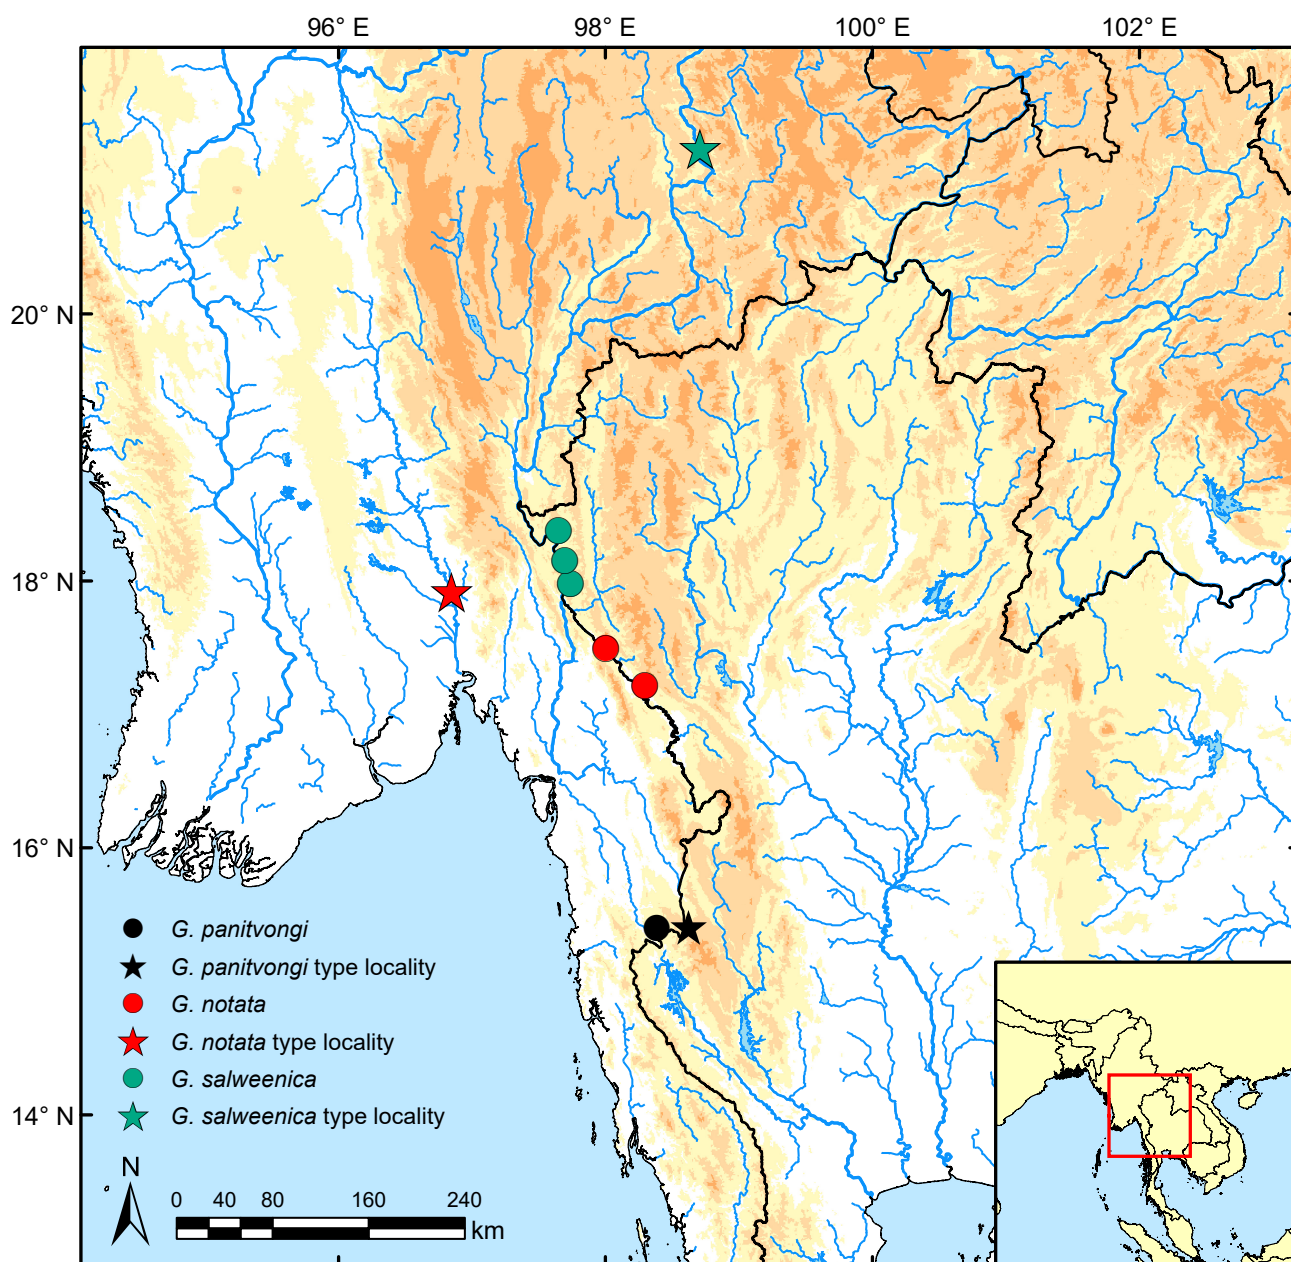 96° E 98° E 100° E 102° E
20° N
18° N
16° N
14° N
G. panitvongi
G. panitvongi type locality
G. notata
G. notata type locality
G. salweenica
G. salweenica type locality
N
0 40 80 160 240
km